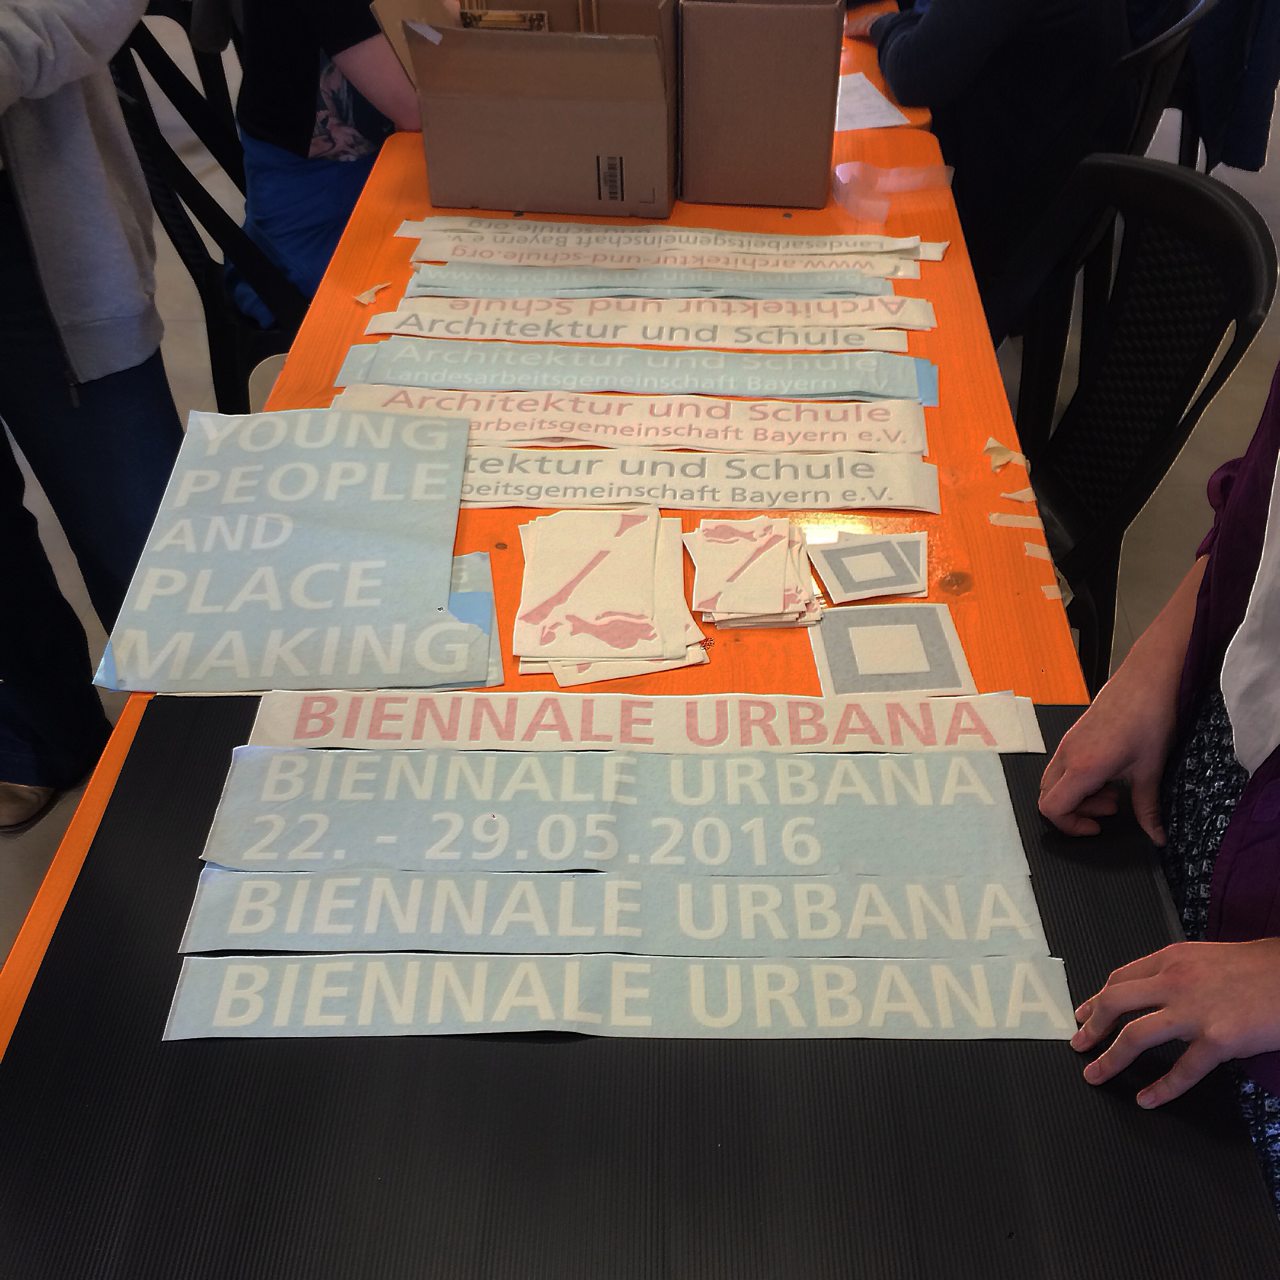 Landesarbeitsgemeinschaft Bayern e.V.
www.architektur-und-schule.org
Architektur und Schule
Architektur und Schule
Architektur und Schule
Landesarbeitsgemeinschaft Bayern e.V.
Architektur und Schule
arbeitsgemeinschaft Bayern e.V.
tektur und Schule
beitsgemeinschaft Bayern e.V.
YOUNG
PEOPLE
AND
PLACE
MAKING
BIENNALE URBANA
BIENNALE URBANA
22. - 29.05.2016
BIENNALE URBANA
BIENNALE URBANA